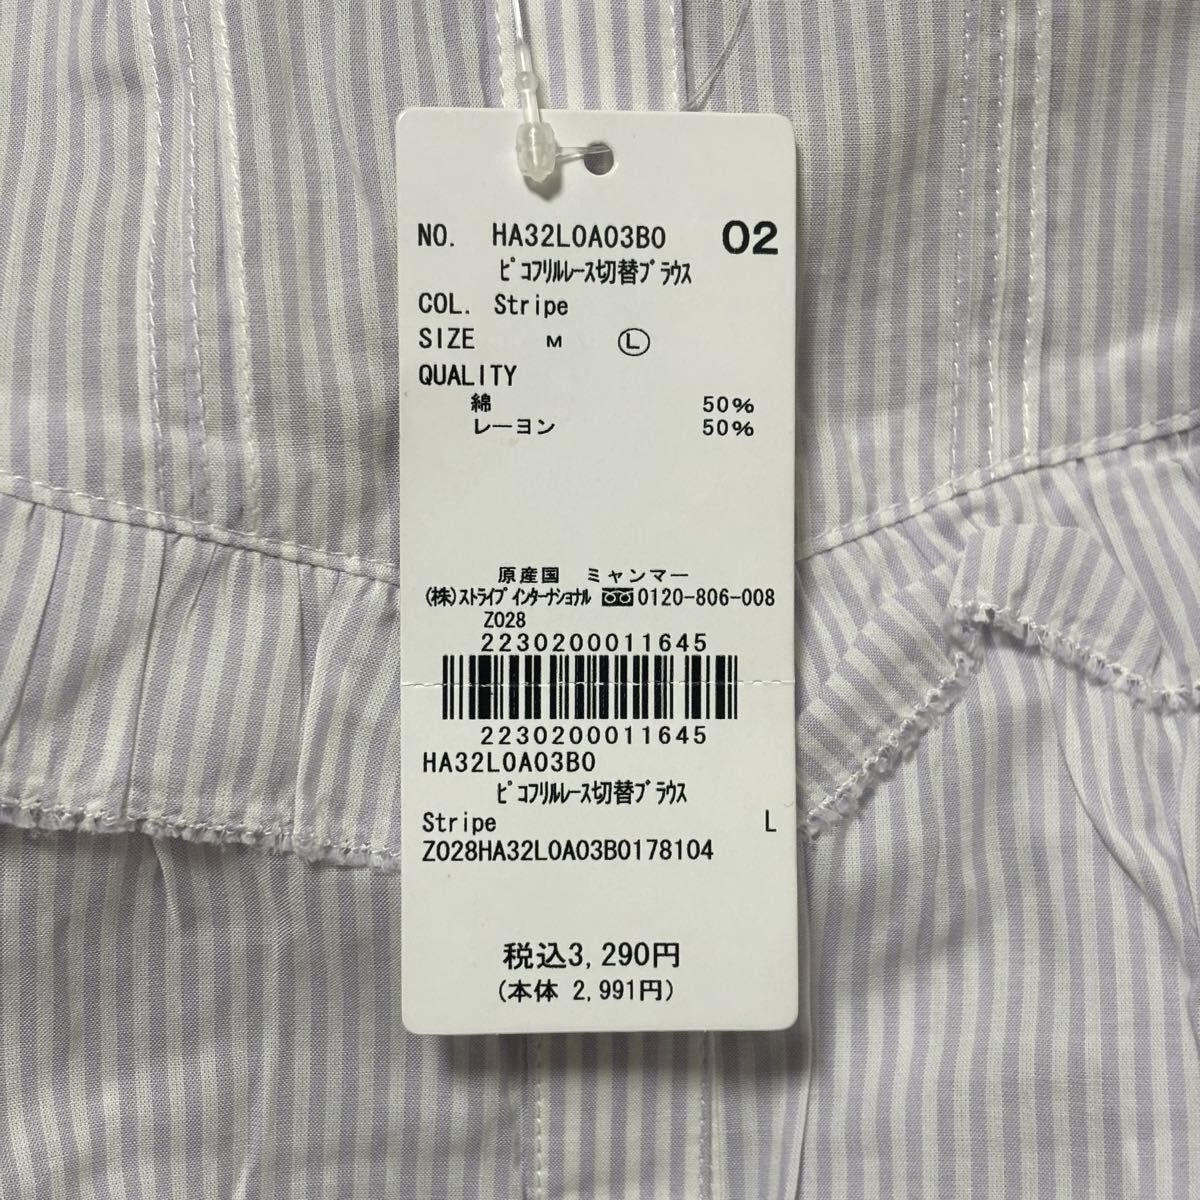 NO. HA32L0A03B0 02
ﾋﾟｺﾌﾘﾙﾚｰｽ切替ﾌﾞﾗｳｽ
COL. Stripe
SIZE M Ⓛ
QUALITY
綿 50%
レーヨン 50%
原産国 ミャンマー
(株)ｽﾄﾗｲﾌﾟｲﾝﾀｰﾅｼｮﾅﾙ 0120-806-008
Z028
2230200011645
2230200011645
HA32L0A03B0
ﾋﾟｺﾌﾘﾙﾚｰｽ切替ﾌﾞﾗｳｽ
Stripe L
Z028HA32L0A03B0178104
税込3,290円
(本体 2,991円)